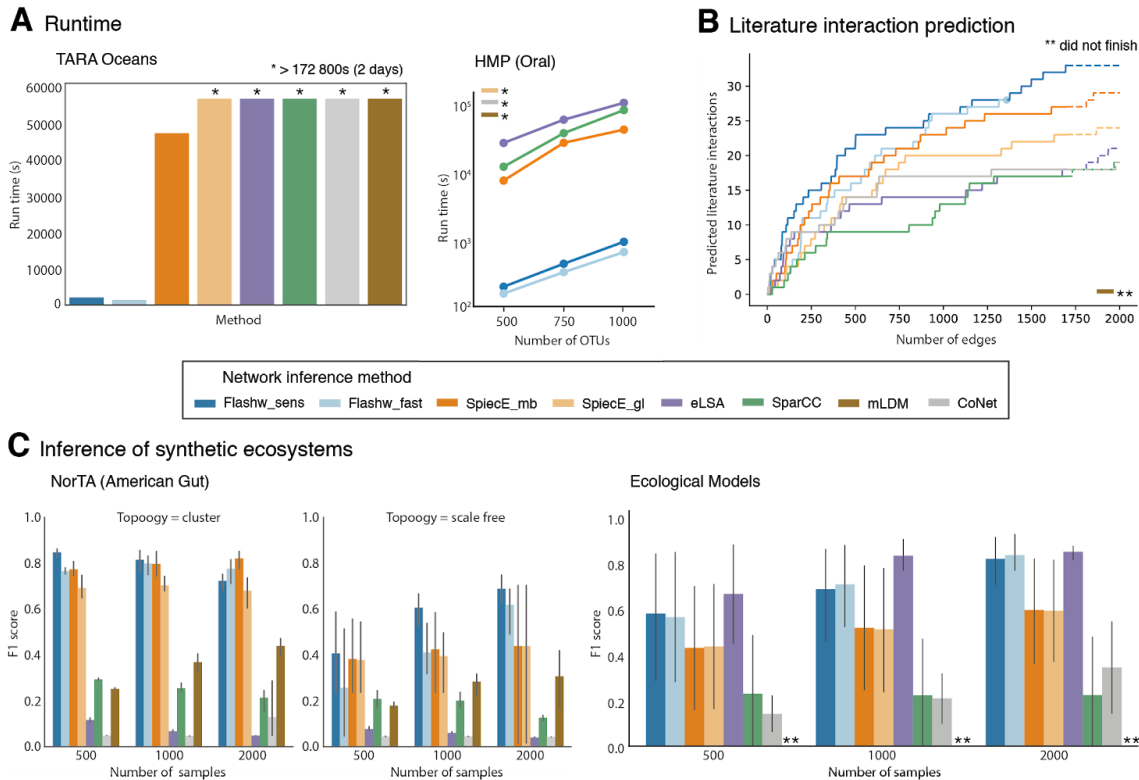 A Runtime
TARA Oceans
* > 172 800s (2 days)
60000
50000
40000
30000
20000
10000
0
Run time (s)
* * * * *
Method
HMP (Oral)
*
*
*
10^5
10^4
10^3
10^2
Run time (s)
500 750 1000
Number of OTUs
B Literature interaction prediction
** did not finish
30
25
20
15
10
5
0
Predicted literature interactions
**
0 250 500 750 1000 1250 1500 1750 2000
Number of edges
Network inference method
Flashw_sens Flashw_fast SpiecE_mb SpiecE_gl eLSA SparCC mLDM CoNet
C Inference of synthetic ecosystems
NorTA (American Gut)
Topoogy = cluster
1.0
0.8
0.6
0.4
0.2
0.0
F1 score
500 1000 2000
Number of samples
Topoogy = scale free
1.0
0.8
0.6
0.4
0.2
0.0
500 1000 2000
Number of samples
Ecological Models
1.0
0.8
0.6
0.4
0.2
0.0
F1 score
** ** **
500 1000 2000
Number of samples